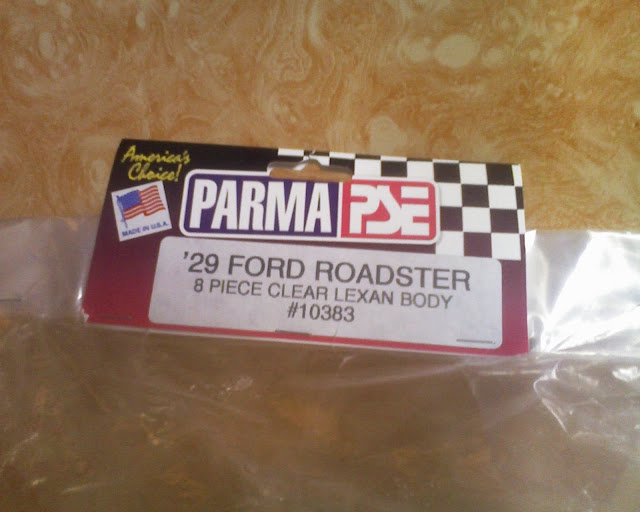 America's
Choice!
MADE IN U.S.A.
PARMA PSE
'29 FORD ROADSTER
8 PIECE CLEAR LEXAN BODY
#10383